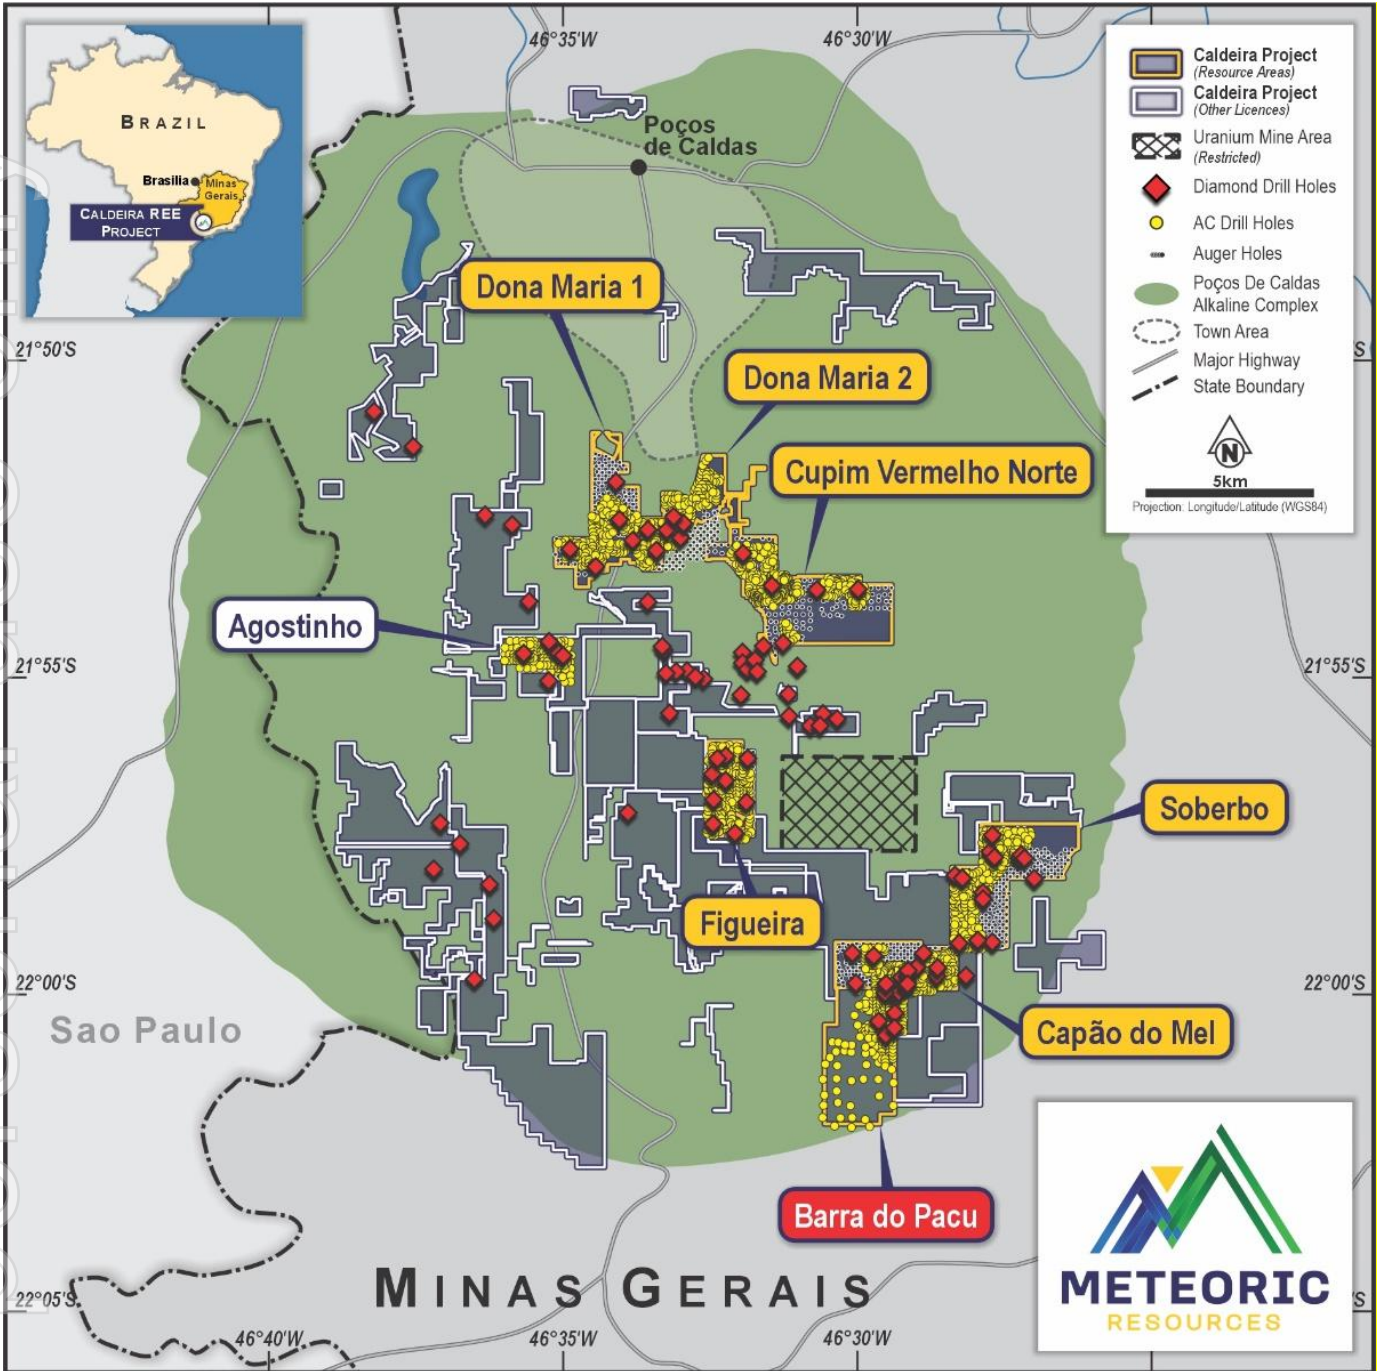 46°35'W
46°30'W
BRAZIL
Brasilia
Minas
Gerais
CALDEIRA REE
PROJECT
Poços
de Caldas
Caldeira Project
(Resource Areas)
Caldeira Project
(Other Licences)
Uranium Mine Area
(Restricted)
Diamond Drill Holes
AC Drill Holes
Auger Holes
Poços De Caldas
Alkaline Complex
Town Area
Major Highway
State Boundary
N
5km
Projection: Longitude/Latitude (WGS84)
Dona Maria 1
21°50'S
S
Dona Maria 2
Cupim Vermelho Norte
Agostinho
21°55'S
21°55'S
Soberbo
Figueira
22°00'S
22°00'S
Sao Paulo
Capão do Mel
Barra do Pacu
MINAS GERAIS
METEORIC
RESOURCES
22°05'S
'S
46°40'W
46°35'W
46°30'W